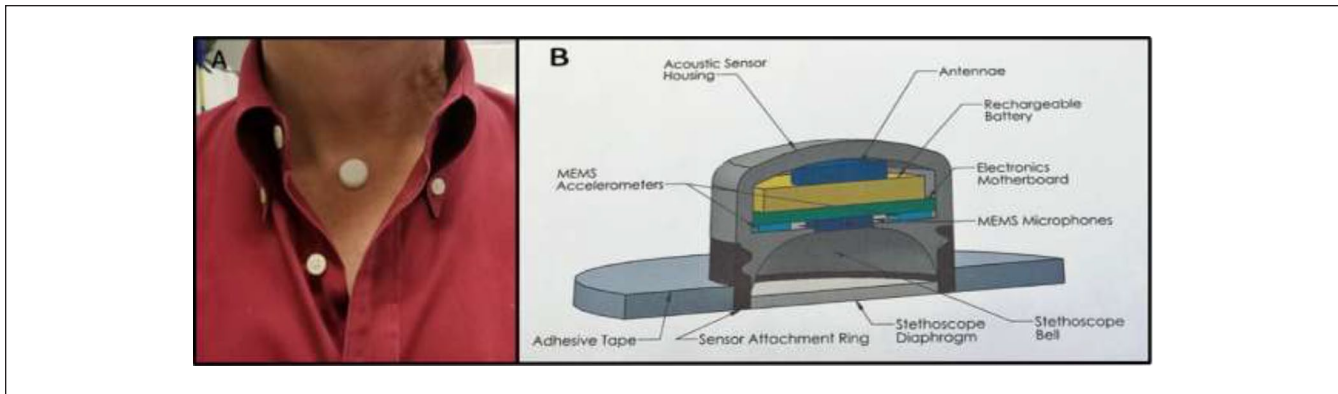 A
B
Acoustic Sensor
Housing
Antennae
Rechargeable
Battery
MEMS
Accelerometers
Electronics
Motherboard
MEMS Microphones
Adhesive Tape
Sensor Attachment Ring
Stethoscope
Diaphragm
Stethoscope
Bell